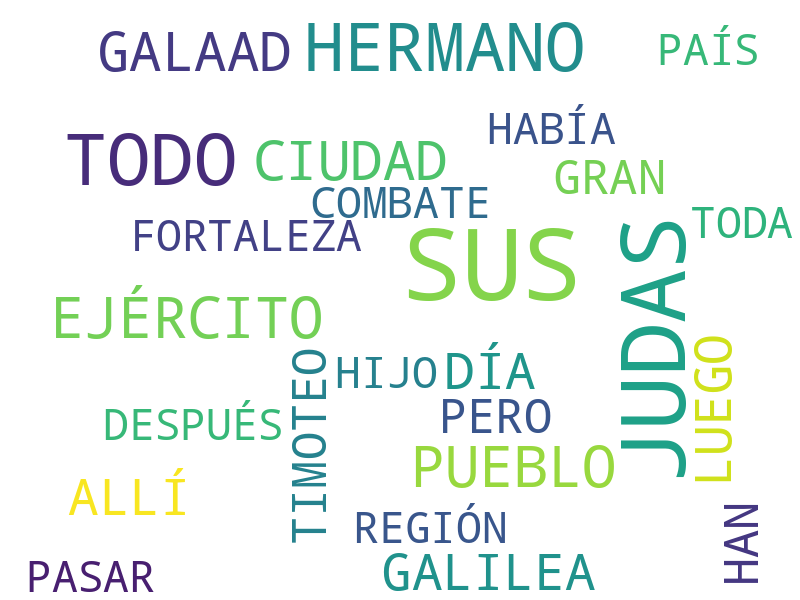 GALAAD HERMANO PAÍS
HABÍA
TODO CIUDAD GRAN
COMBATE
FORTALEZA SUS TODA
JUDAS
EJÉRCITO
LUEGO
TIMOTEO HIJO DÍA
DESPUÉS PERO
PUEBLO
ALLÍ
REGIÓN HAN
PASAR GALILEA